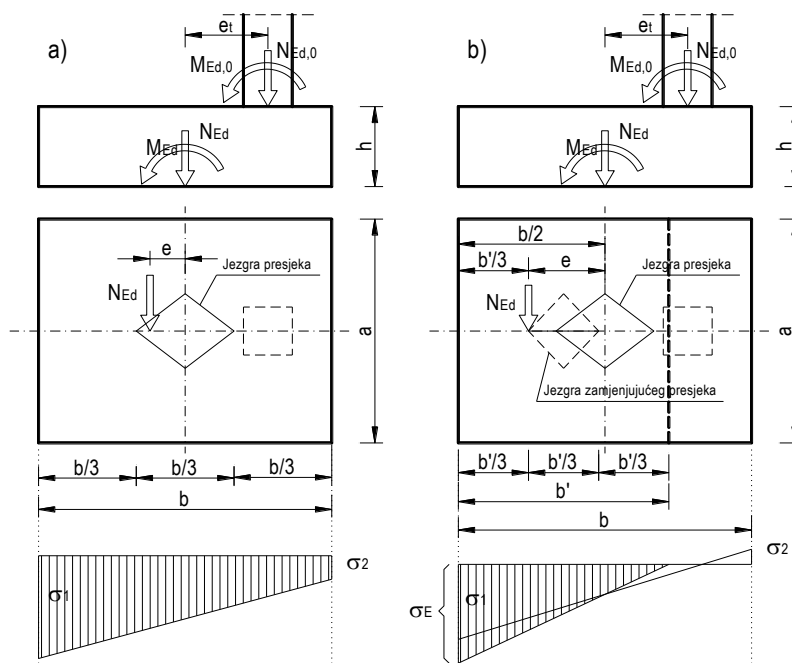 a)
et
MEd,0
NEd,0
MEd
NEd
h
e
Jezgra presjeka
NEd
a
b/3
b/3
b/3
b
σ1
σ2
b)
et
MEd,0
NEd,0
MEd
NEd
h
b/2
b'/3
e
Jezgra presjeka
NEd
a
Jezgra zamjenjujućeg presjeka
b'/3
b'/3
b'/3
b'
b
σE
σ1
σ2